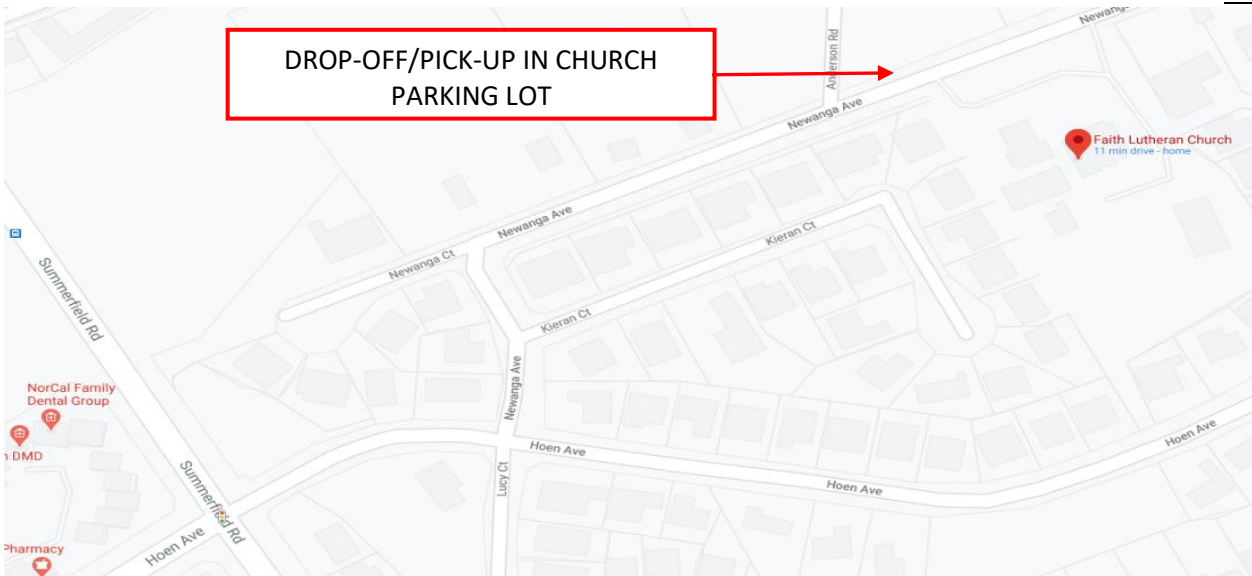 Newang
DROP-OFF/PICK-UP IN CHURCH
PARKING LOT
Anderson Rd
Newanga Ave
Faith Lutheran Church
11 min drive - home
Newanga Ave
Kieran Ct
Newanga Ct
Summerfield Rd
Kieran Ct
Newanga Ave
NorCal Family
Dental Group
DMD
Hoen Ave
Hoen Ave
Lucy Ct
Summerfield Rd
Hoen Ave
Hoen Ave
Pharmacy